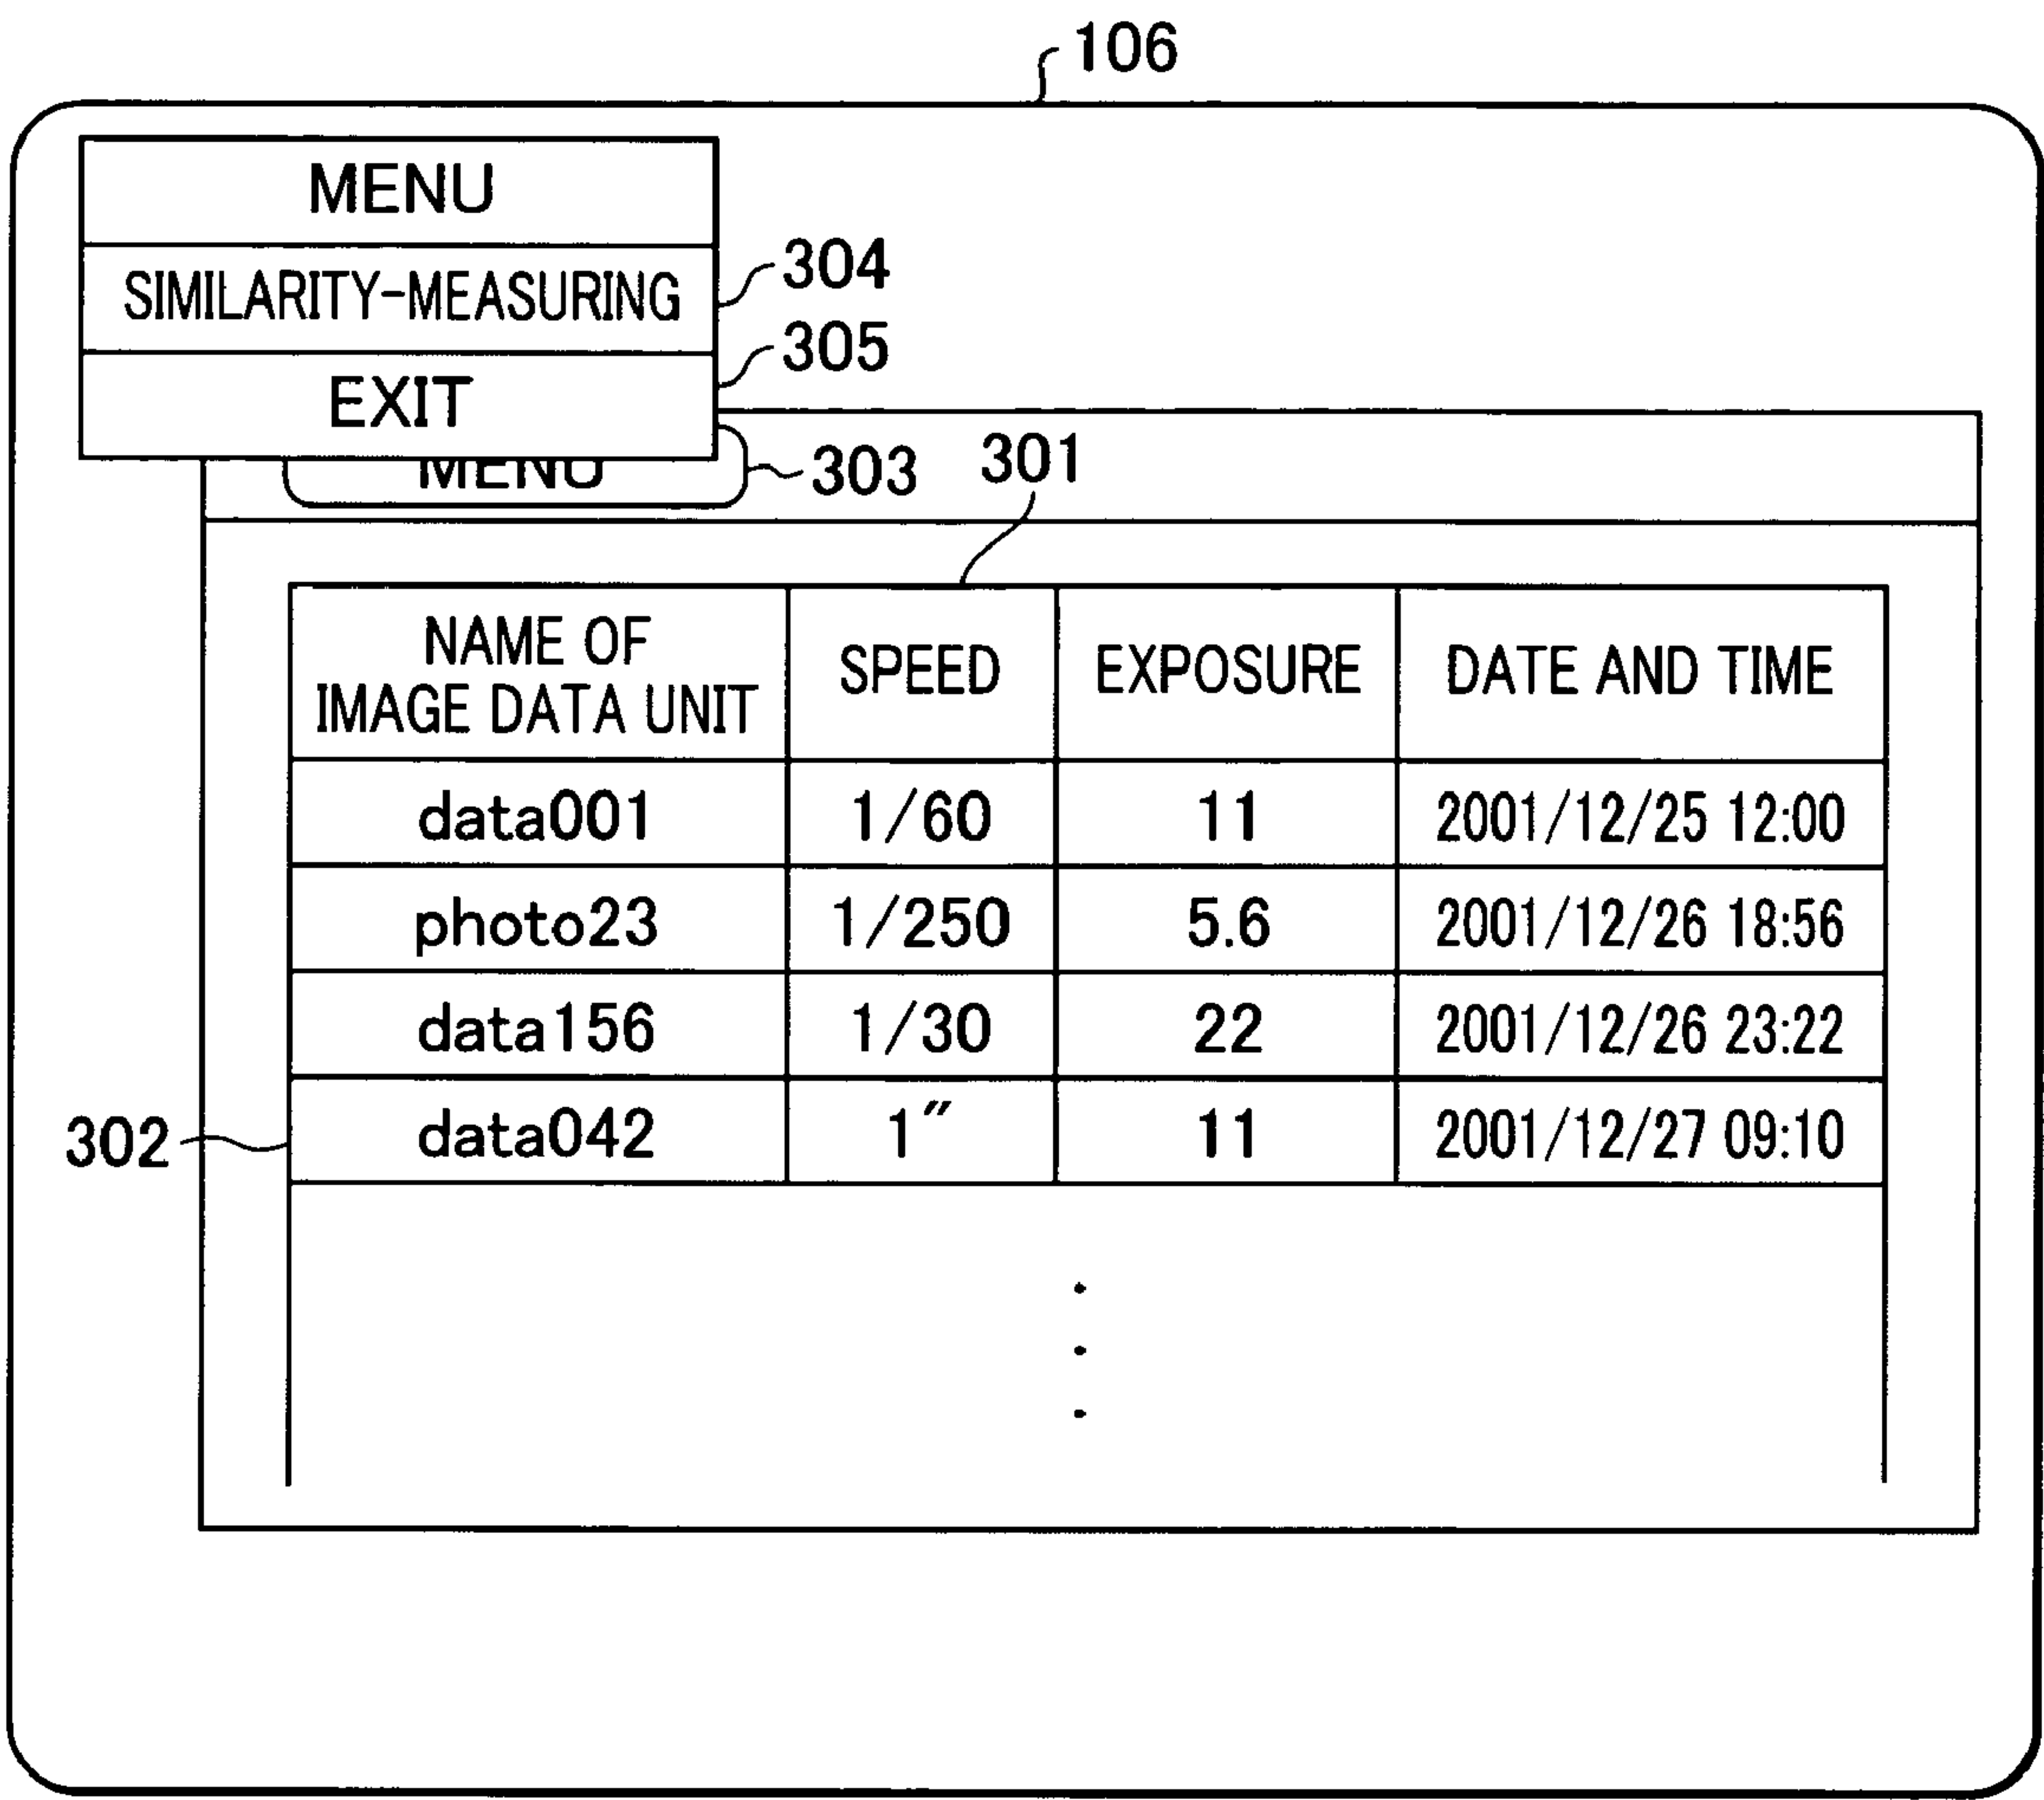 106
MENU
SIMILARITY-MEASURING
304
EXIT
305
MENU
303
301
NAME OF
IMAGE DATA UNIT
SPEED
EXPOSURE
DATE AND TIME
data001 1/60 11 2001/12/25 12:00
photo23 1/250 5.6 2001/12/26 18:56
data156 1/30 22 2001/12/26 23:22
302
data042 1″ 11 2001/12/27 09:10